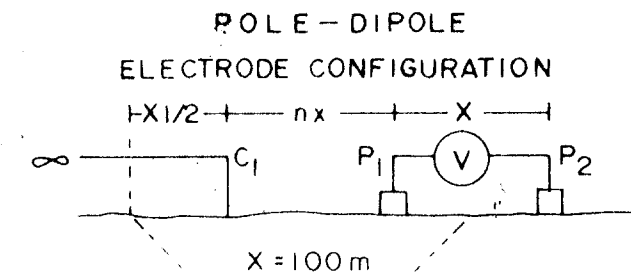 POLE-DIPOLE
ELECTRODE CONFIGURATION
X1/2 nx X
∞ C1 P1 V P2
X = 100 m